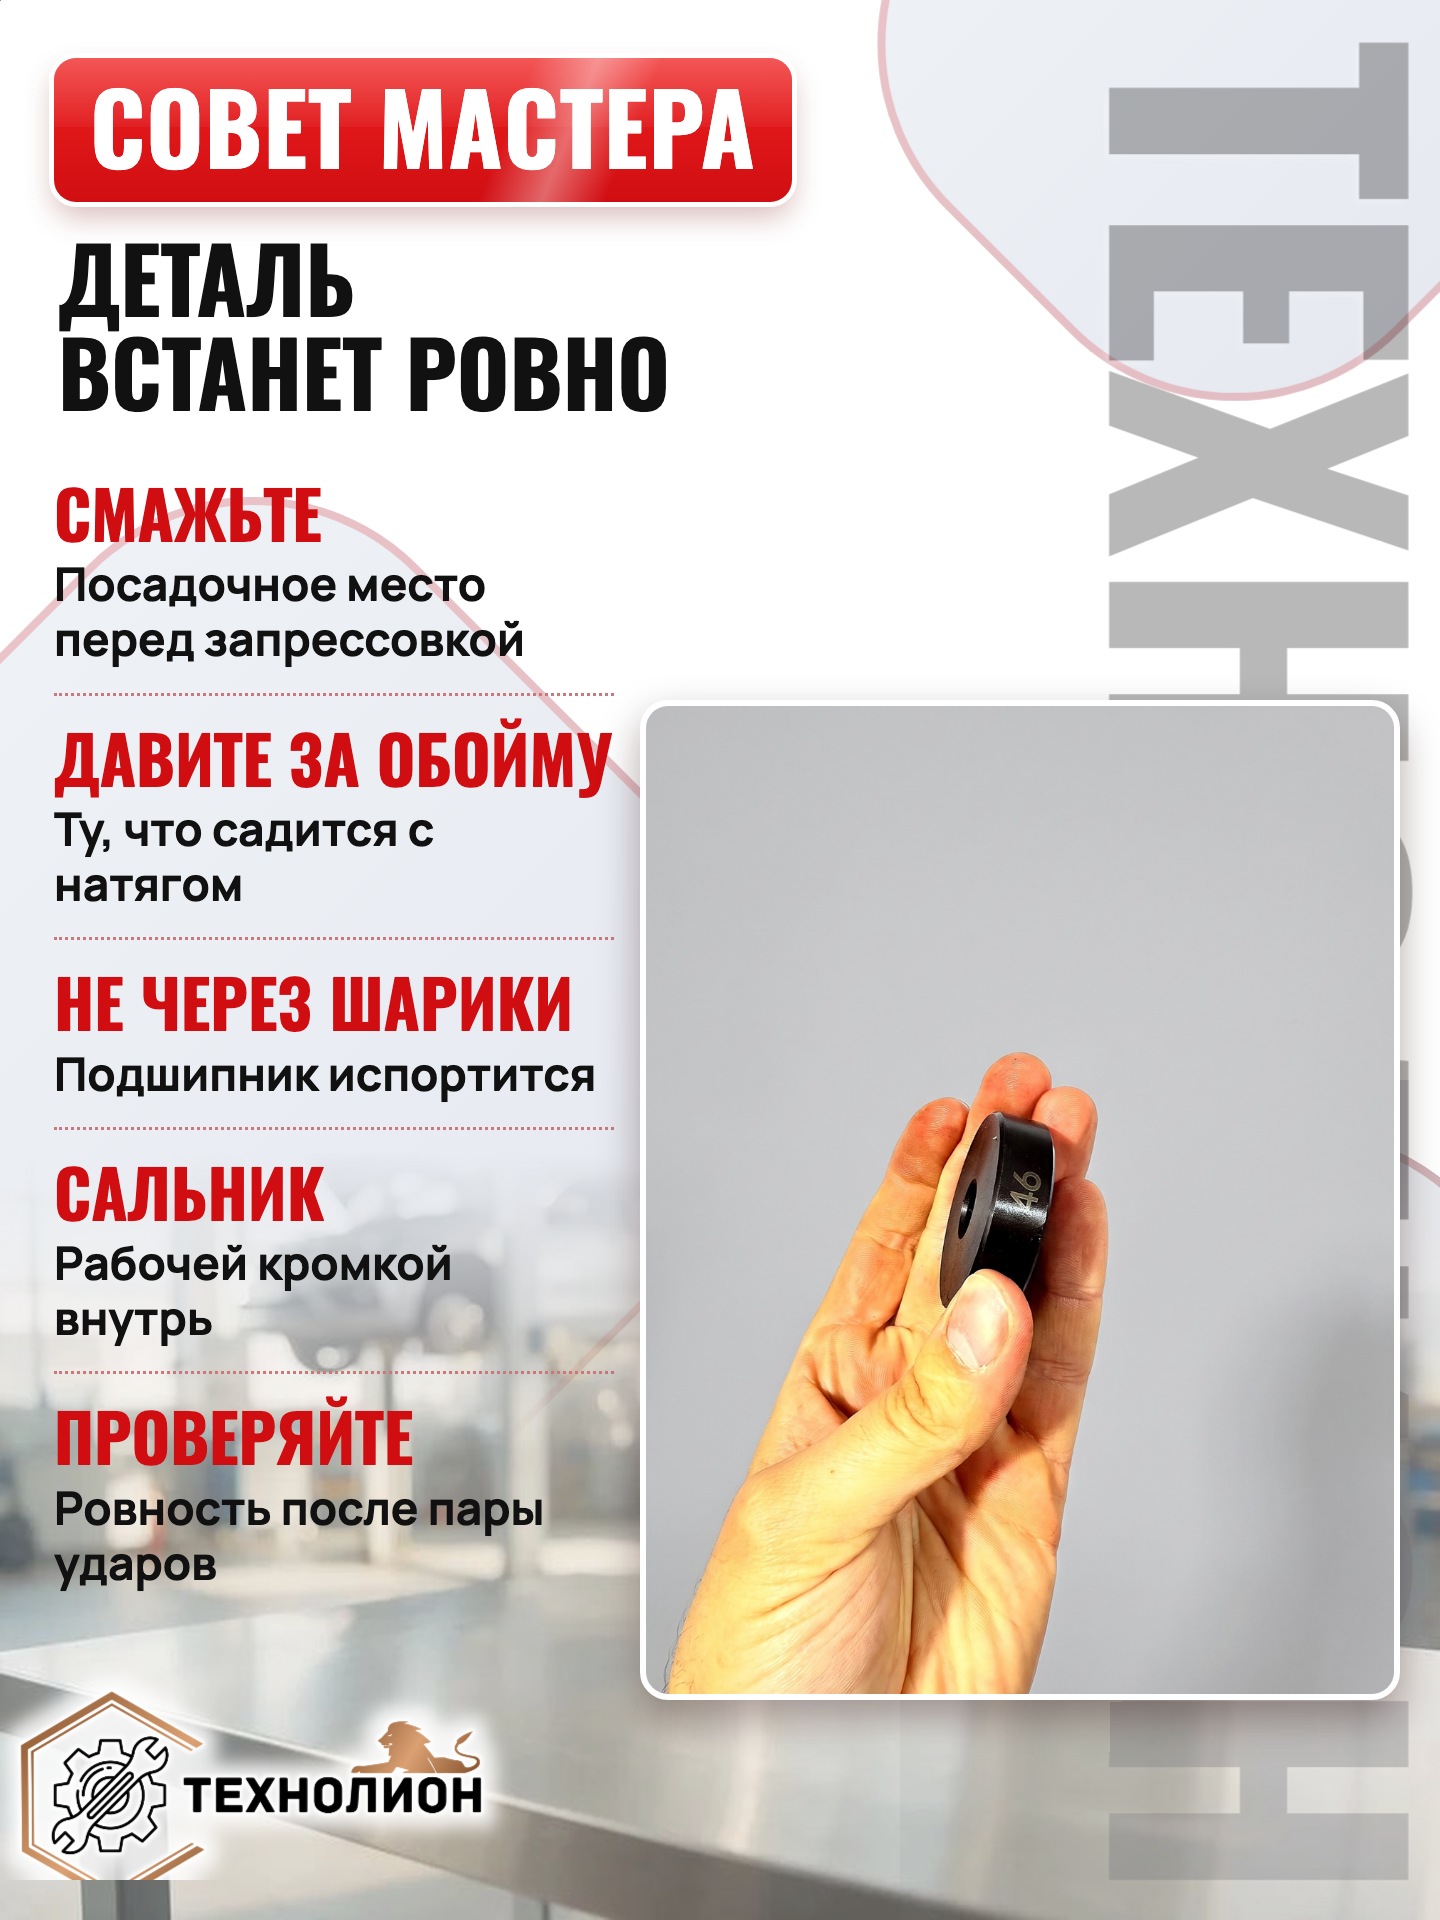 СОВЕТ МАСТЕРА
ДЕТАЛЬ
ВСТАНЕТ РОВНО
СМАЖЬТЕ
Посадочное место
перед запрессовкой
ДАВИТЕ ЗА ОБОЙМУ
Ту, что садится с
натягом
НЕ ЧЕРЕЗ ШАРИКИ
Подшипник испортится
САЛЬНИК
Рабочей кромкой
внутрь
ПРОВЕРЯЙТЕ
Ровность после пары
ударов
46
ТЕХНОЛИОН